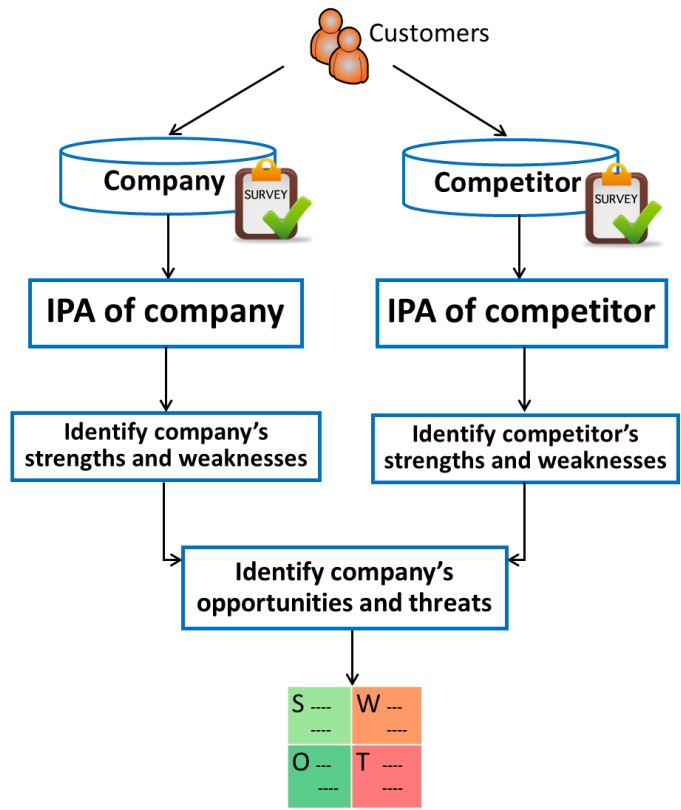 Customers
Company
SURVEY
Competitor
SURVEY
IPA of company
IPA of competitor
Identify company's
strengths and weaknesses
Identify competitor's
strengths and weaknesses
Identify company's
opportunities and threats
S ----
----
W ---
----
O ---
----
T ----
----